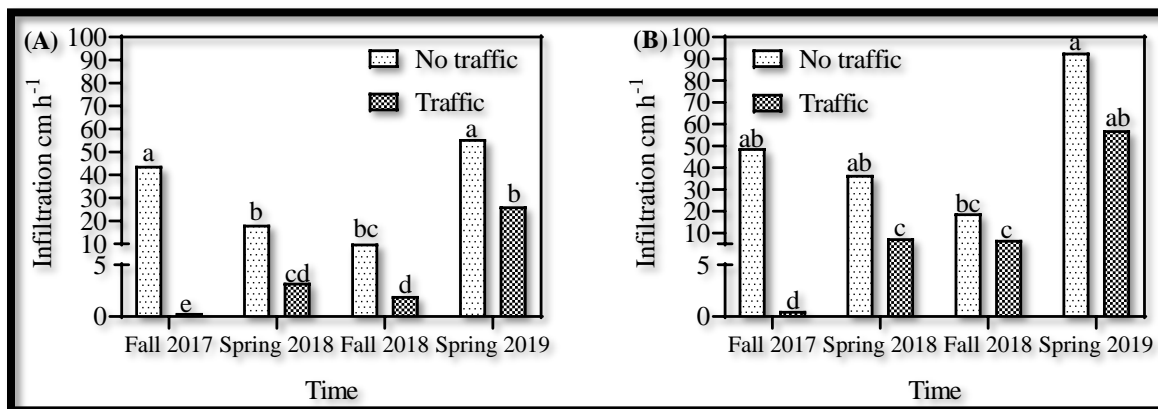 (A)
100
90
80
70
60
50
40
30
20
10
5
0
Infiltration cm h⁻¹
No traffic
Traffic
a
e
b
cd
bc
d
a
b
Fall 2017 Spring 2018 Fall 2018 Spring 2019
Time
(B)
100
90
80
70
60
50
40
30
20
10
5
0
Infiltration cm h⁻¹
No traffic
Traffic
ab
d
ab
c
bc
c
a
ab
Fall 2017 Spring 2018 Fall 2018 Spring 2019
Time